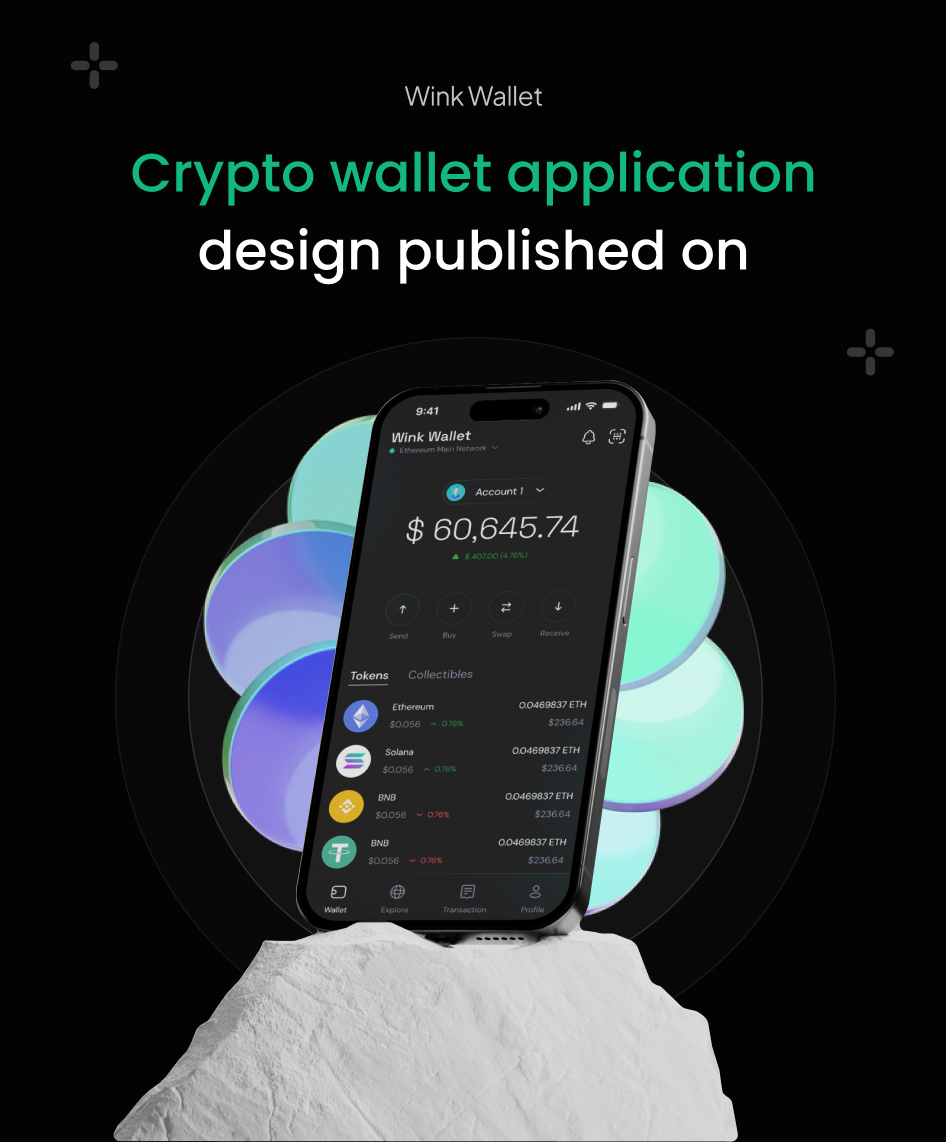 Wink Wallet
Crypto wallet application
design published on
9:41
Wink Wallet
Ethereum Main Network
Account 1
$ 60,645.74
$ 407.00 (4.76%)
Send Buy Swap Receive
Tokens Collectibles
Ethereum 0.0469837 ETH
$0.056 0.76% $236.64
Solana 0.0469837 ETH
$0.056 0.76% $236.64
BNB 0.0469837 ETH
$0.056 0.76% $236.64
BNB 0.0469837 ETH
$0.056 0.76% $236.64
Wallet Explore Transaction Profile